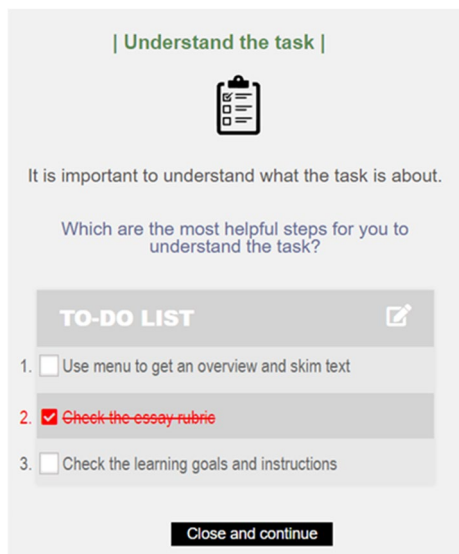 | Understand the task |
It is important to understand what the task is about.
Which are the most helpful steps for you to
understand the task?
TO-DO LIST
1. Use menu to get an overview and skim text
2. Check the essay rubric
3. Check the learning goals and instructions
Close and continue